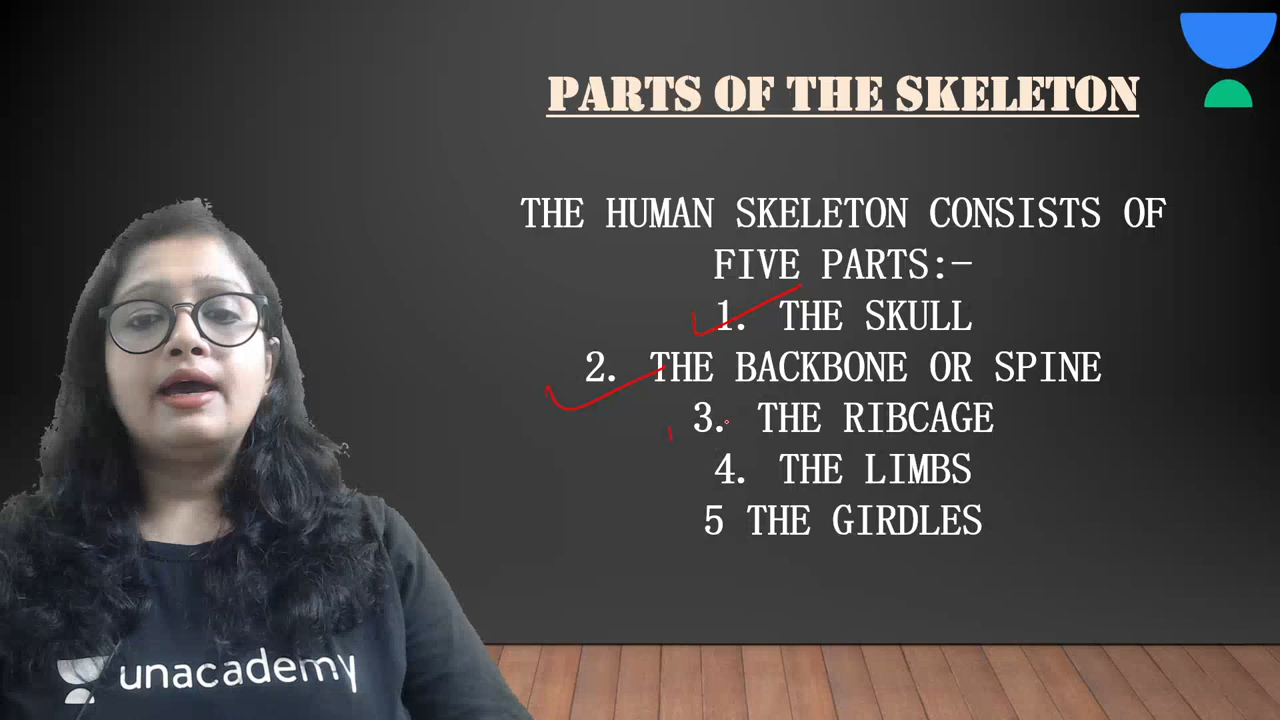 PARTS OF THE SKELETON
THE HUMAN SKELETON CONSISTS OF
FIVE PARTS:-
1. THE SKULL
2. THE BACKBONE OR SPINE
3. THE RIBCAGE
4. THE LIMBS
5 THE GIRDLES
unacademy